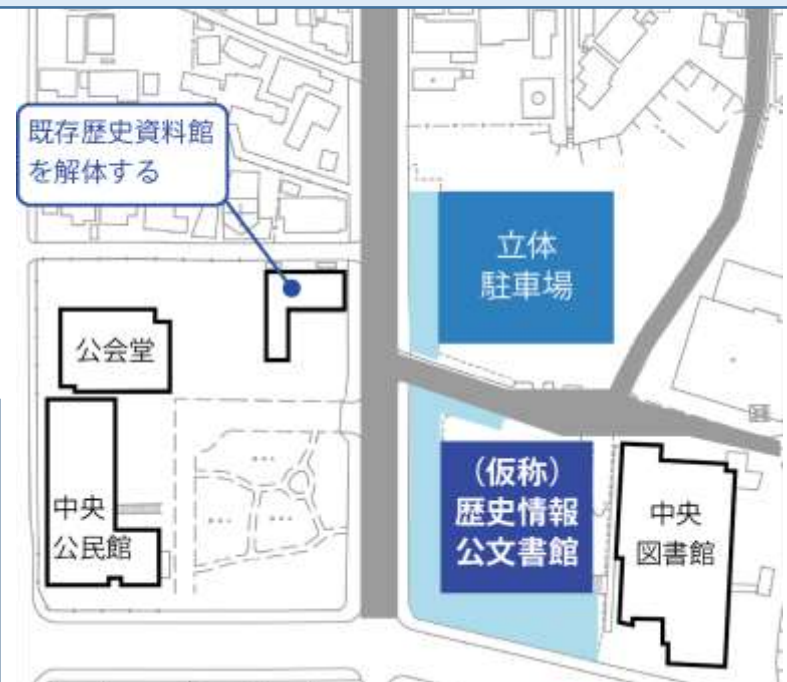 既存歴史資料館
を解体する
立体
駐車場
公会堂
(仮称)
歴史情報
公文書館
中央
公民館
中央
図書館